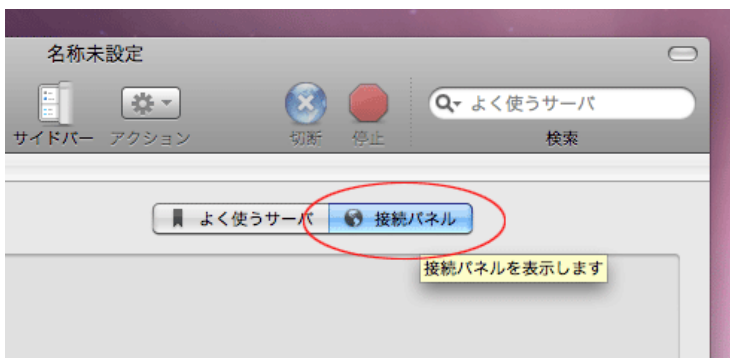 名称未設定
よく使うサーバ
サイドバー アクション 切断 停止 検索
よく使うサーバ 接続パネル
接続パネルを表示します